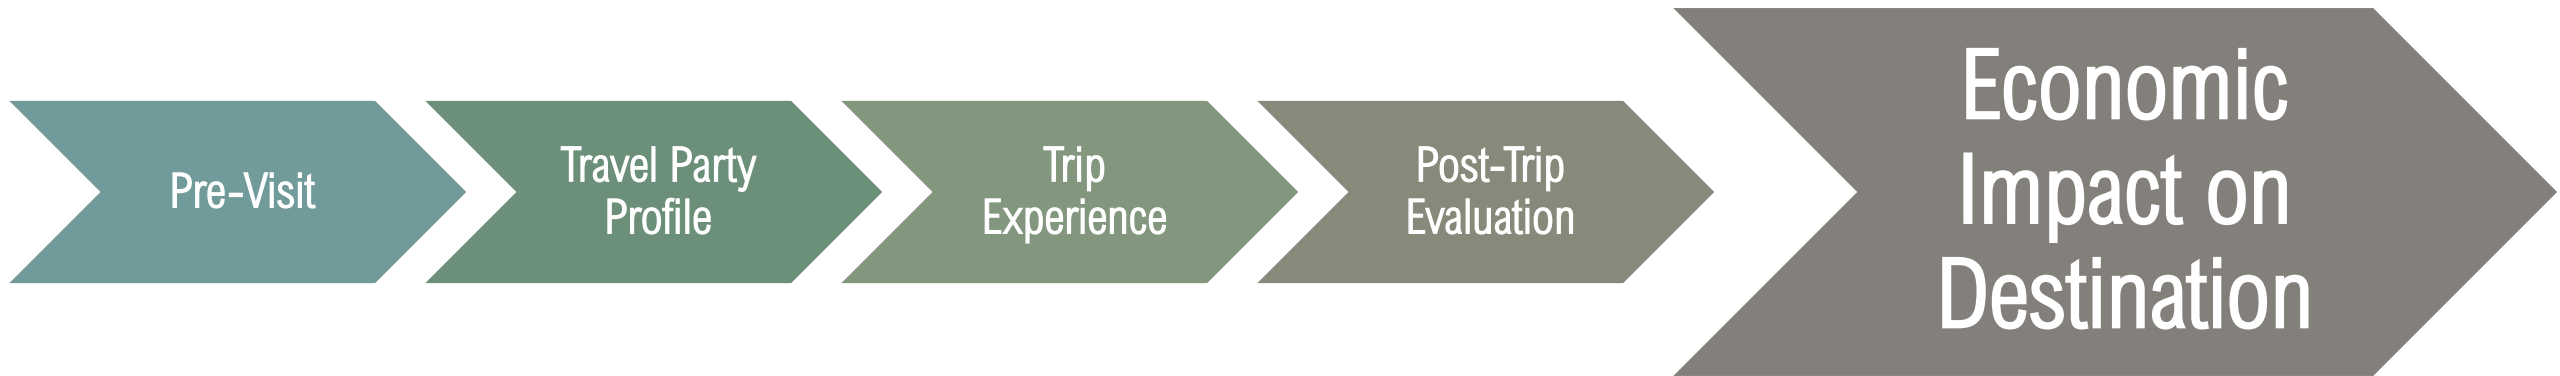 Pre-Visit
Travel Party
Profile
Trip
Experience
Post-Trip
Evaluation
Economic
Impact on
Destination